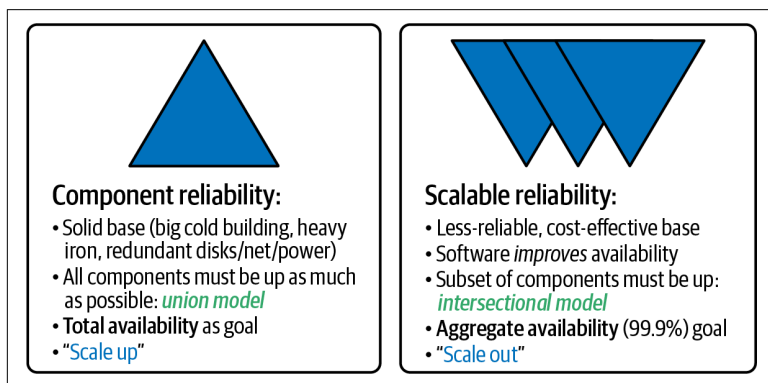 Component reliability:
• Solid base (big cold building, heavy
iron, redundant disks/net/power)
• All components must be up as much
as possible: union model
• Total availability as goal
• “Scale up”
Scalable reliability:
• Less-reliable, cost-effective base
• Software improves availability
• Subset of components must be up:
intersectional model
• Aggregate availability (99.9%) goal
• “Scale out”